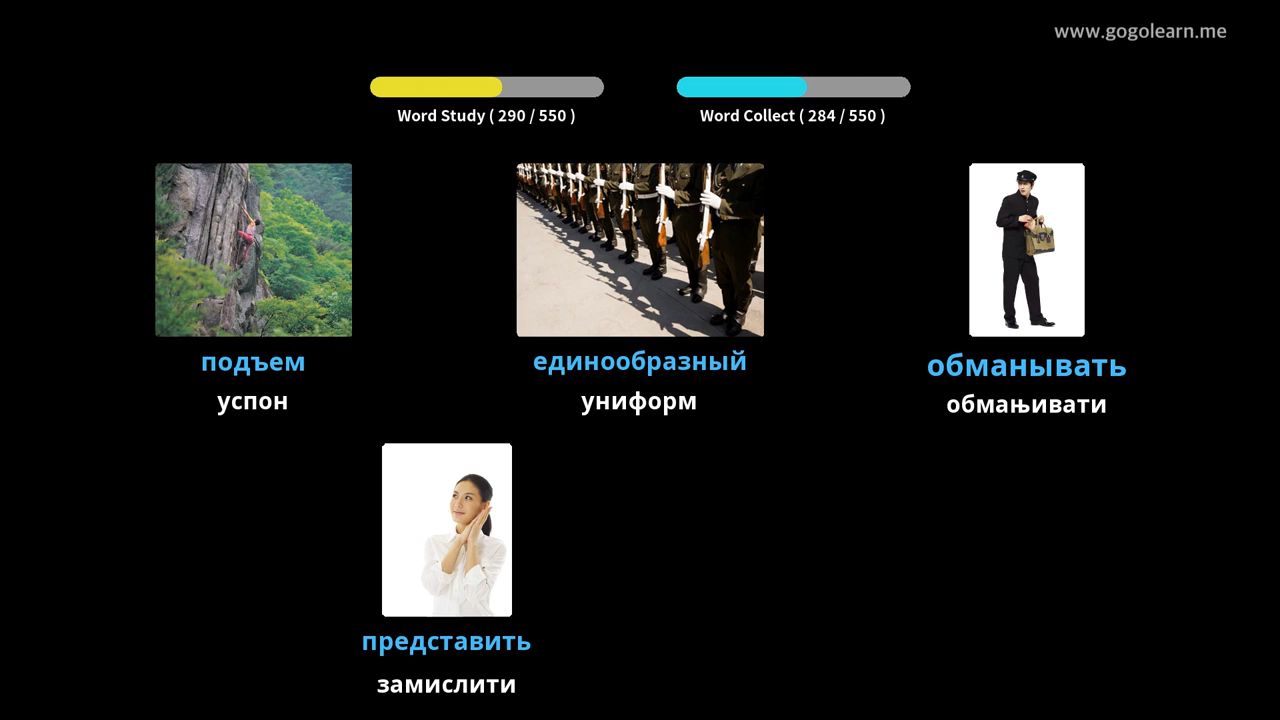 www.gogolearn.me
Word Study ( 290 / 550 )
Word Collect ( 284 / 550 )
подъем
единообразный
обманывать
успон
униформ
обмањивати
представить
замислити